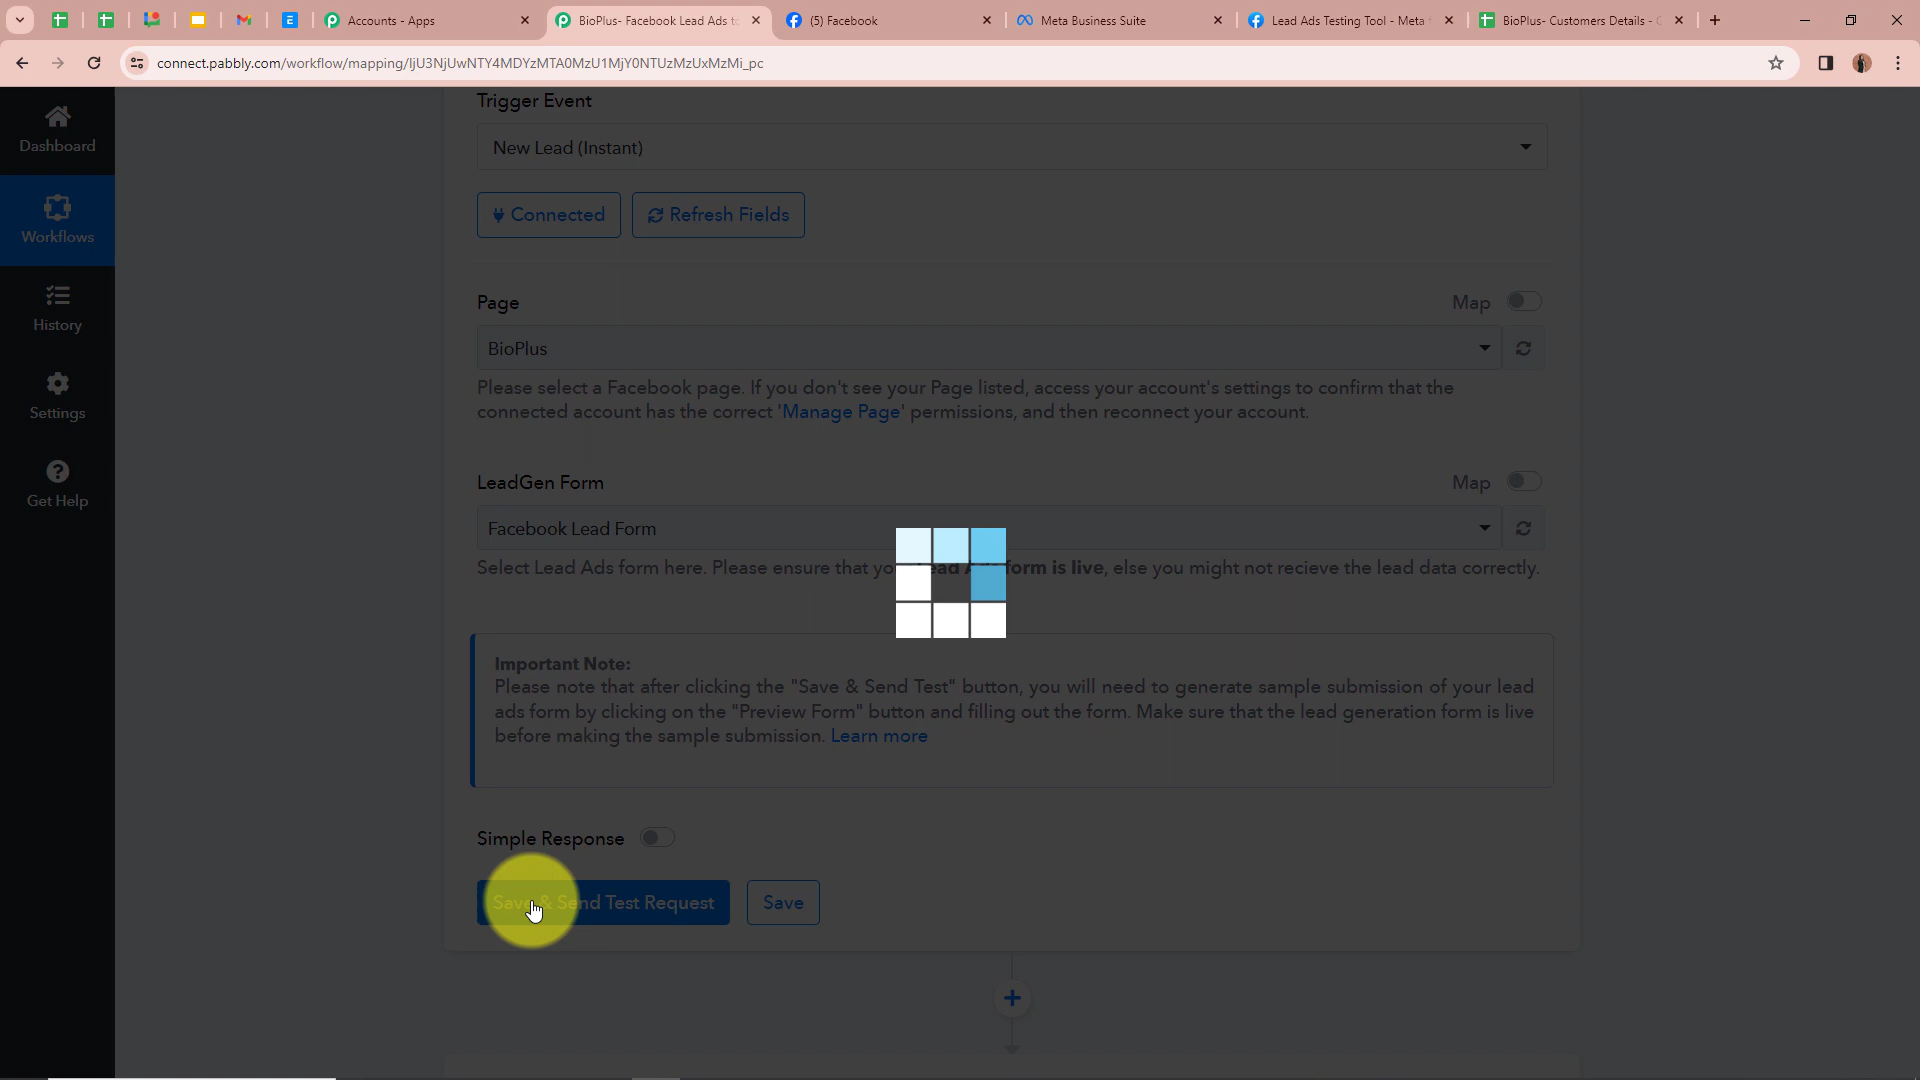 Accounts - Apps
BioPlus- Facebook Lead Ads to
(5) Facebook
Meta Business Suite
Lead Ads Testing Tool - Meta f
BioPlus- Customers Details - G
connect.pabbly.com/workflow/mapping/IjU3NjUwNTY4MDYzMTA0MzU1MjY0NTUzMzUxMzMi_pc
Dashboard
Workflows
History
Settings
Get Help
Trigger Event
New Lead (Instant)
Connected
Refresh Fields
Page
Map
BioPlus
Please select a Facebook page. If you don't see your Page listed, access your account's settings to confirm that the
connected account has the correct 'Manage Page' permissions, and then reconnect your account.
LeadGen Form
Map
Facebook Lead Form
Select Lead Ads form here. Please ensure that form is live, else you might not recieve the lead data correctly.
Important Note:
Please note that after clicking the "Save & Send Test" button, you will need to generate sample submission of your lead
ads form by clicking on the "Preview Form" button and filling out the form. Make sure that the lead generation form is live
before making the sample submission. Learn more
Simple Response
Save & Send Test Request
Save